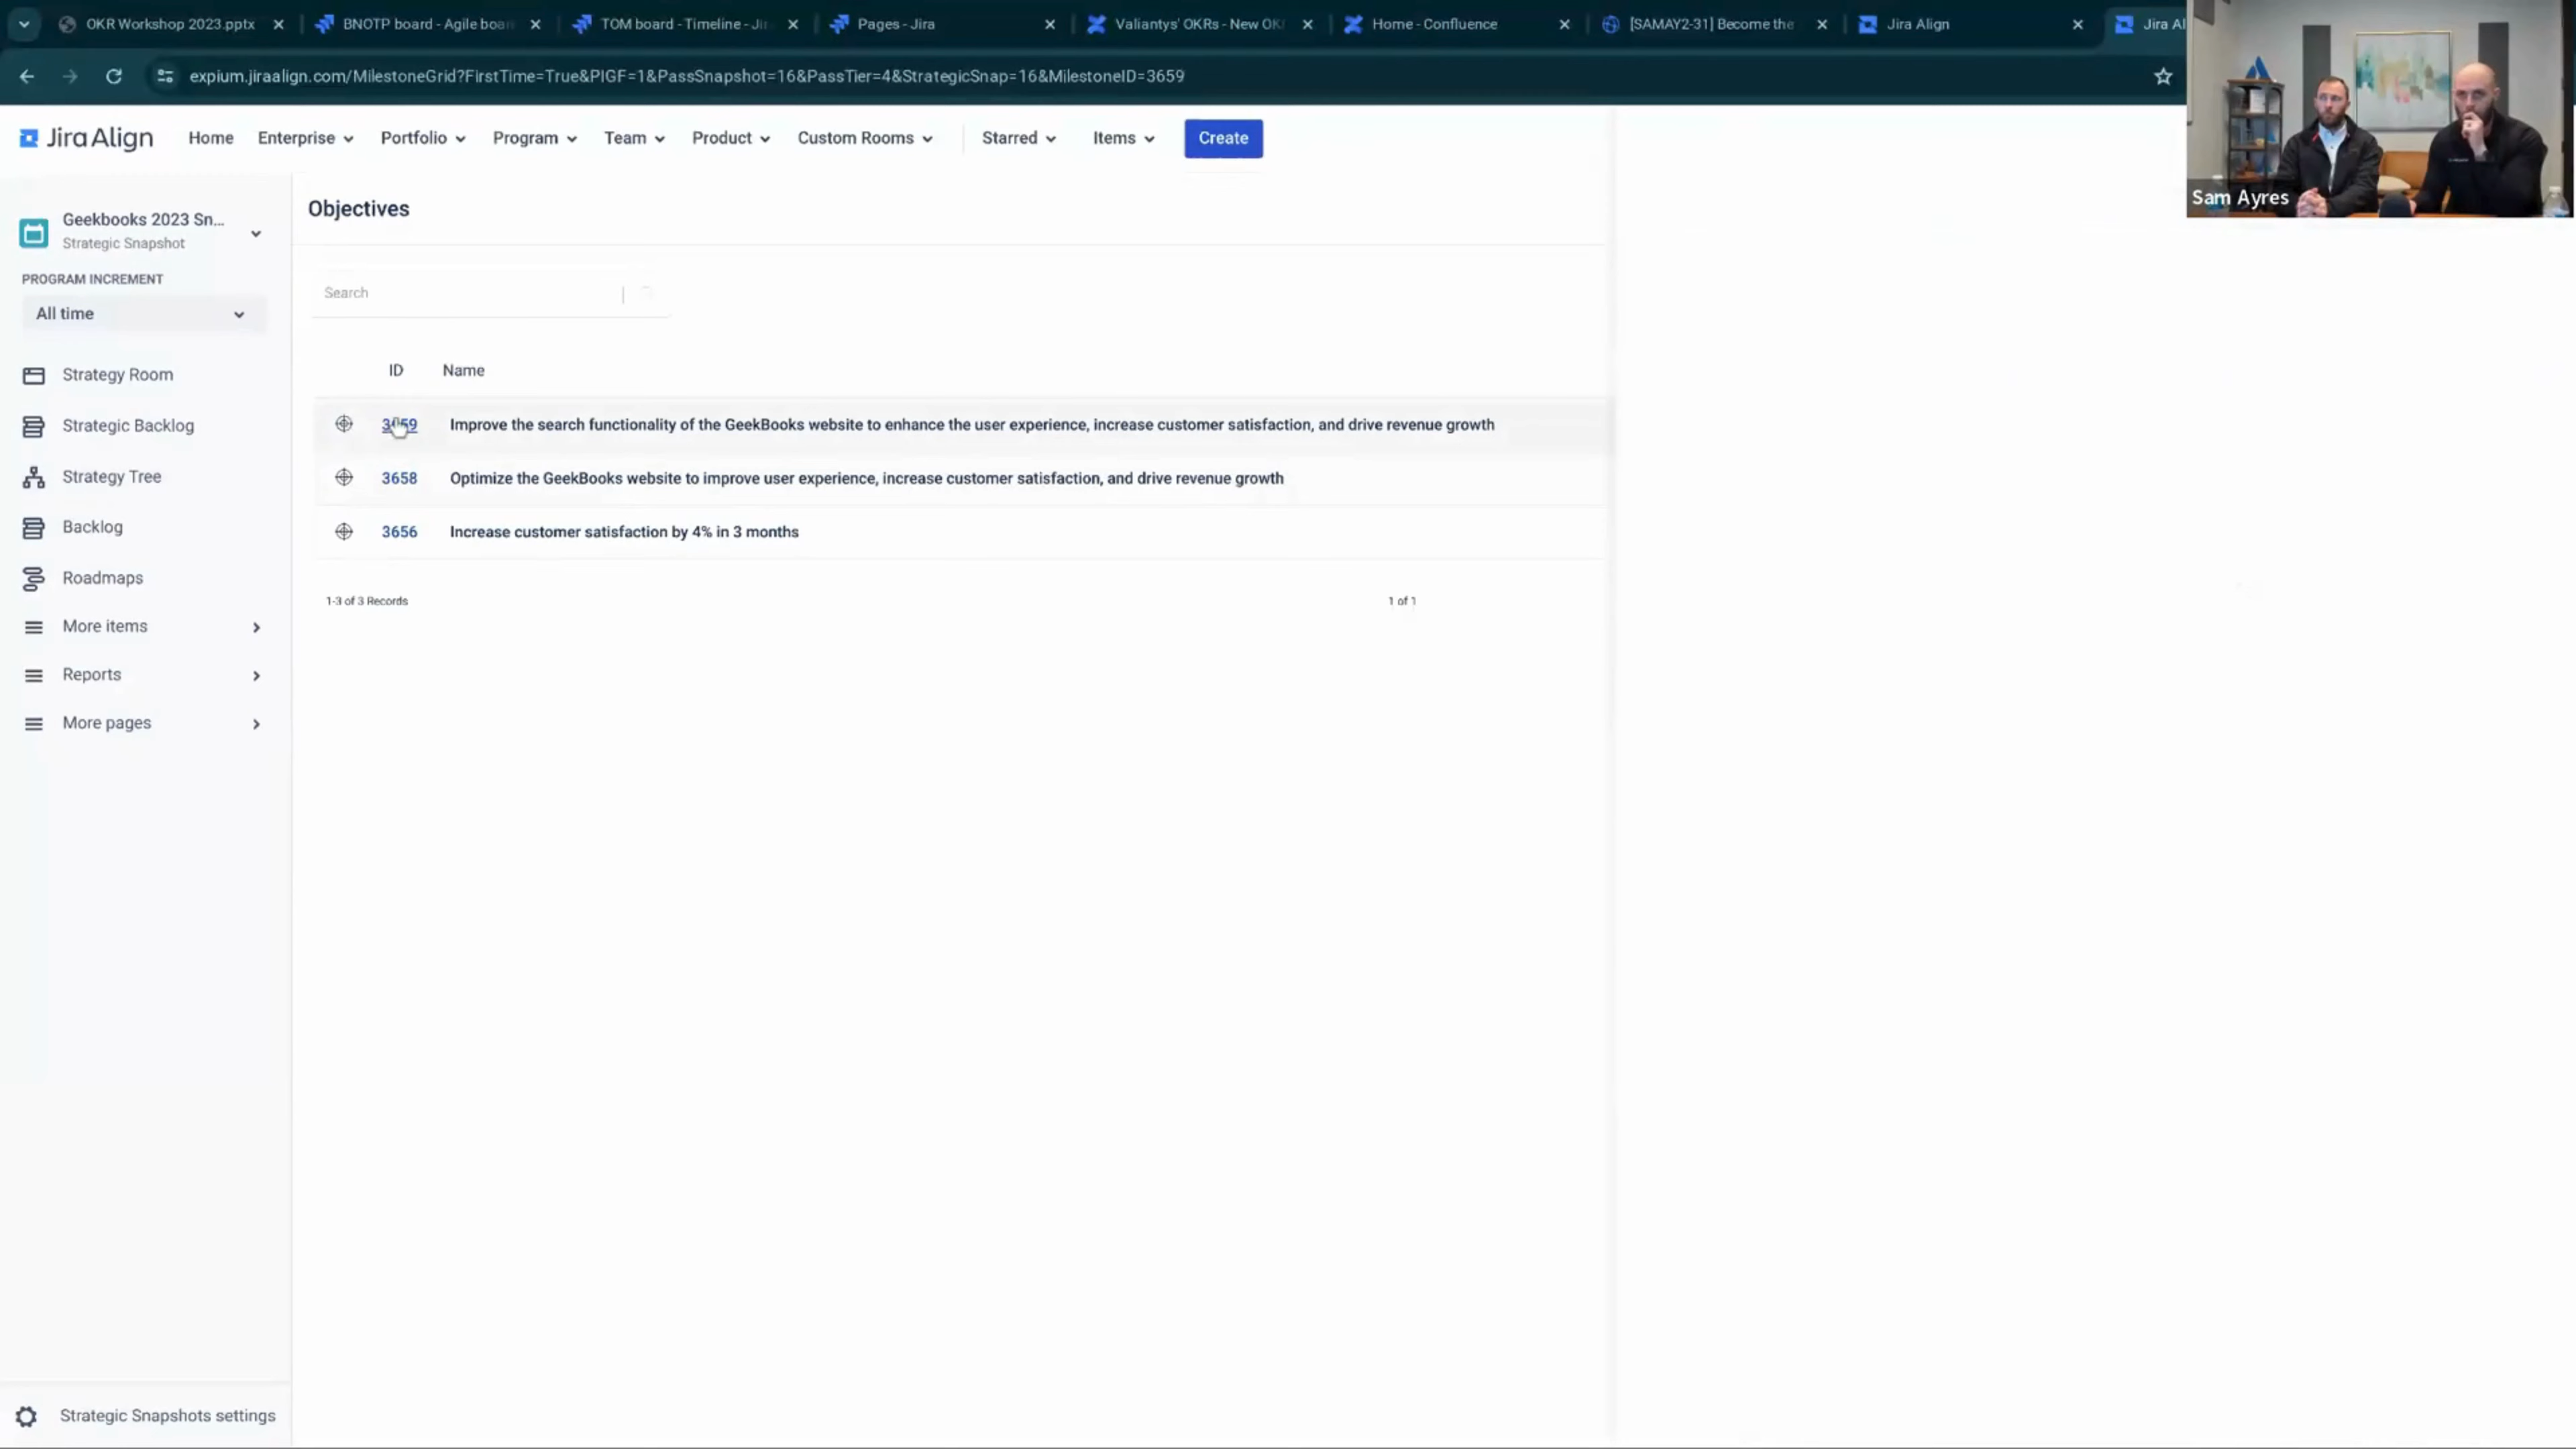 OKR Workshop 2023.pptx
BNOTP board - Agile boar
TOM board - Timeline - Ji
Pages - Jira
Valiantys' OKRs - New OK
Home - Confluence
[SAMAY2-31] Become the
Jira Align
Jira Al
expium.jiraalign.com/MilestoneGrid?FirstTime=True&PIGF=1&PassSnapshot=16&PassTier=4&StrategicSnap=16&MilestoneID=3659
Jira Align
Home
Enterprise
Portfolio
Program
Team
Product
Custom Rooms
Starred
Items
Create
Sam Ayres
Geekbooks 2023 Sn...
Strategic Snapshot
PROGRAM INCREMENT
All time
Strategy Room
Strategic Backlog
Strategy Tree
Backlog
Roadmaps
More items
Reports
More pages
Strategic Snapshots settings
Objectives
Search
ID Name
3659 Improve the search functionality of the GeekBooks website to enhance the user experience, increase customer satisfaction, and drive revenue growth
3658 Optimize the GeekBooks website to improve user experience, increase customer satisfaction, and drive revenue growth
3656 Increase customer satisfaction by 4% in 3 months
1-3 of 3 Records
1 of 1